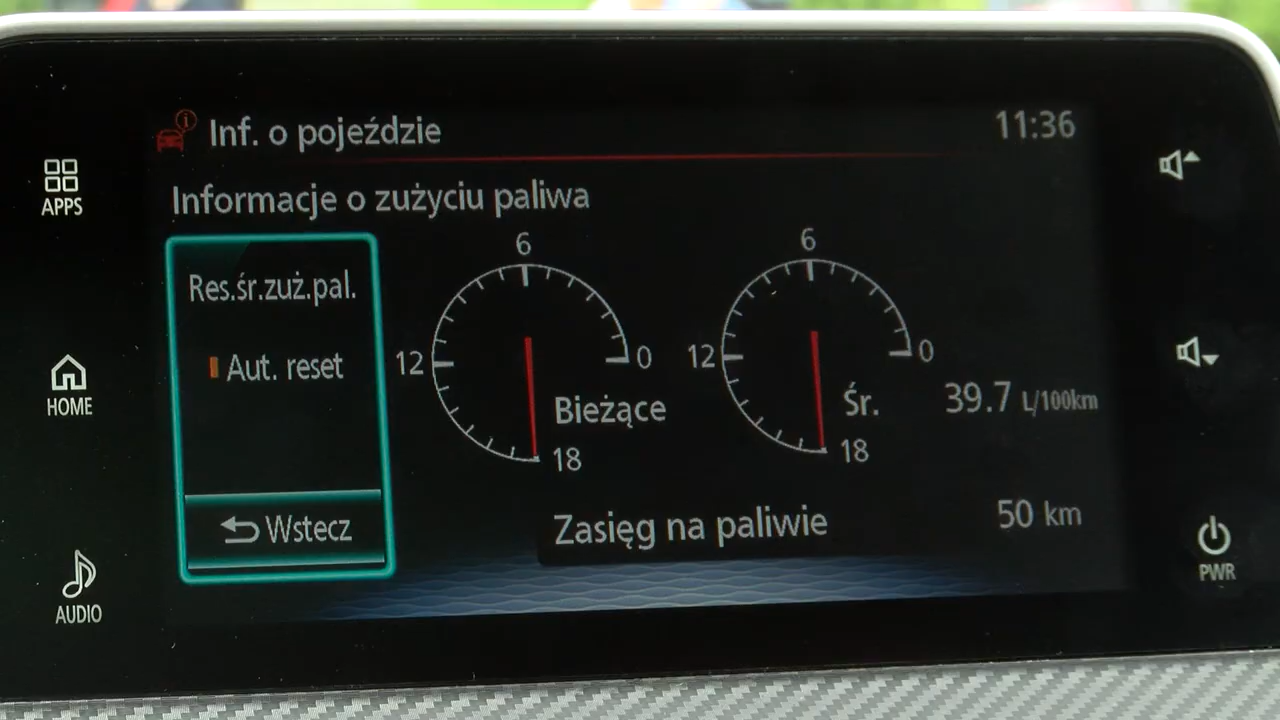 Inf. o pojeździe
11:36
APPS
Informacje o zużyciu paliwa
Res.śr.zuż.pal.
Aut. reset
Wstecz
6
12
0
Bieżące
18
6
12
0
Śr.
39.7 L/100km
18
Zasięg na paliwie
50 km
HOME
AUDIO
PWR